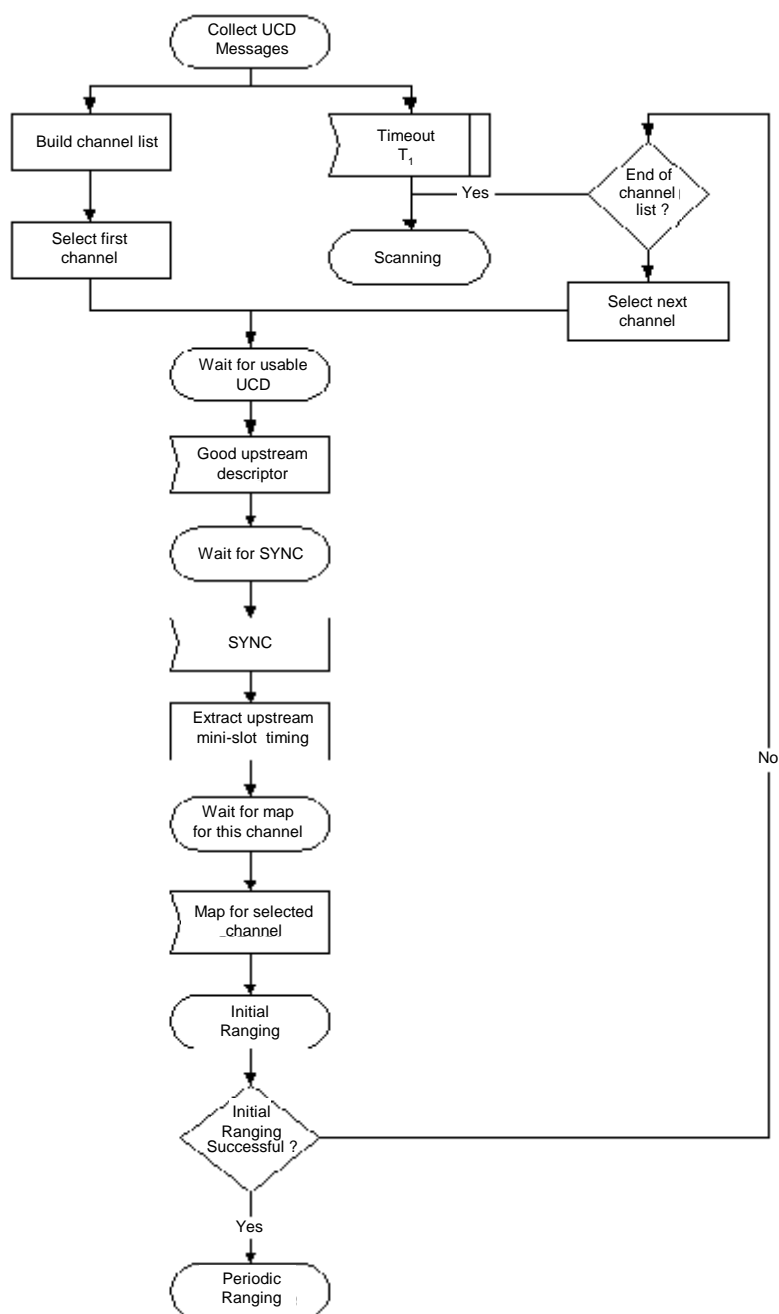 Collect UCD
Messages
Build channel list
Timeout
T1
End of
channel
list ?
Yes
Select first
channel
Scanning
Select next
channel
Wait for usable
UCD
Good upstream
descriptor
Wait for SYNC
SYNC
Extract upstream
mini-slot timing
No
Wait for map
for this channel
Map for selected
channel
Initial
Ranging
Initial
Ranging
Successful ?
Yes
Periodic
Ranging